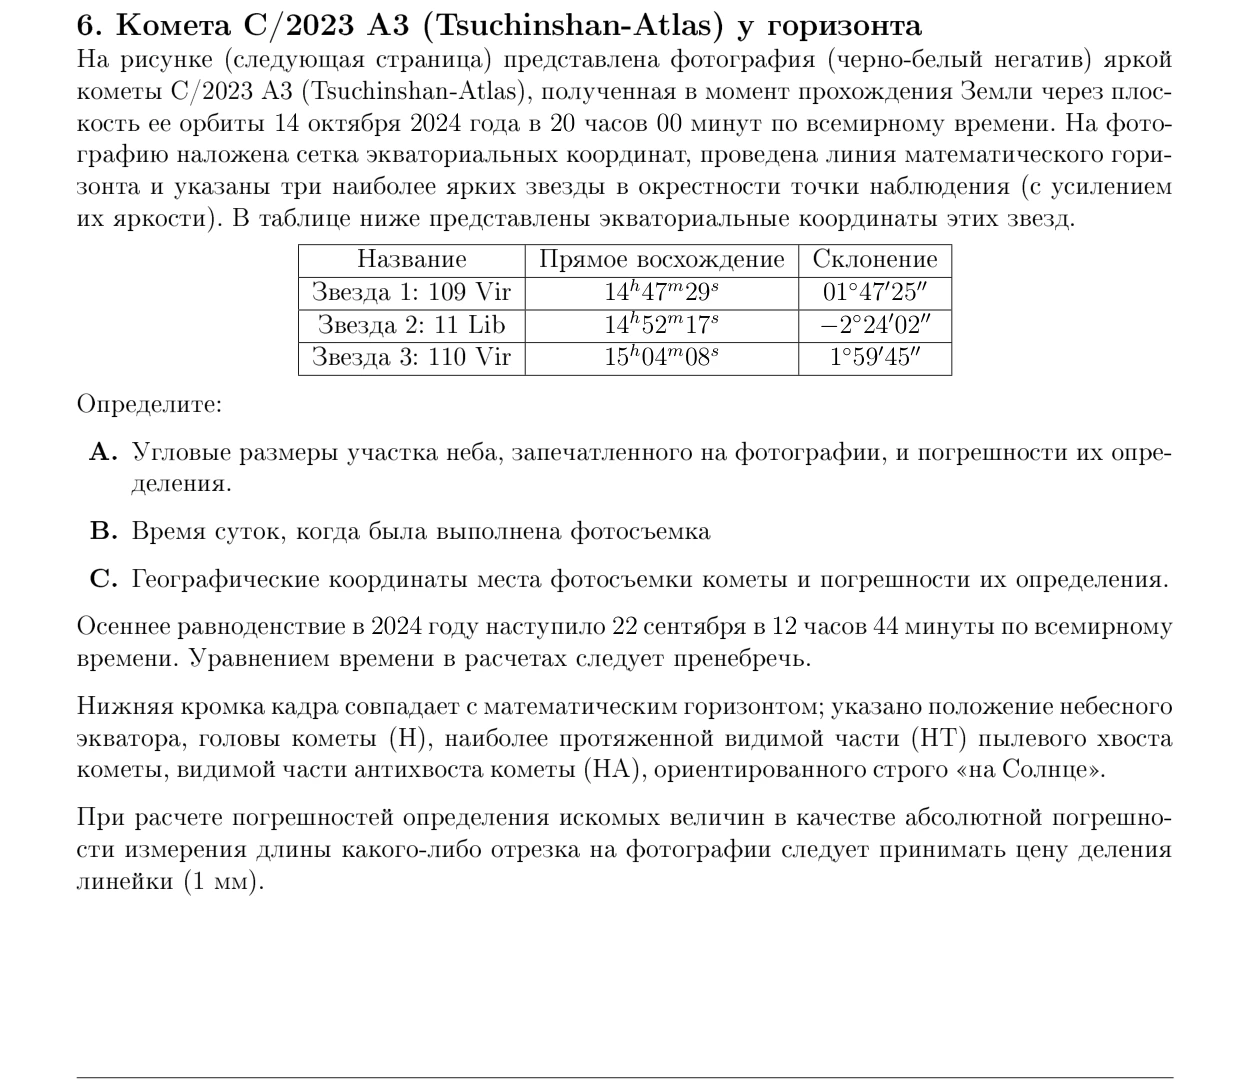 6. Комета C/2023 A3 (Tsuchinshan-Atlas) у горизонта
На рисунке (следующая страница) представлена фотография (черно-белый негатив) яркой
кометы C/2023 A3 (Tsuchinshan-Atlas), полученная в момент прохождения Земли через плос-
кость ее орбиты 14 октября 2024 года в 20 часов 00 минут по всемирному времени. На фото-
графию наложена сетка экваториальных координат, проведена линия математического гори-
зонта и указаны три наиболее ярких звезды в окрестности точки наблюдения (с усилением
их яркости). В таблице ниже представлены экваториальные координаты этих звезд.
Название Прямое восхождение Склонение
Звезда 1: 109 Vir 14ʰ47ᵐ29ˢ 01°47′25″
Звезда 2: 11 Lib 14ʰ52ᵐ17ˢ −2°24′02″
Звезда 3: 110 Vir 15ʰ04ᵐ08ˢ 1°59′45″
Определите:
A. Угловые размеры участка неба, запечатленного на фотографии, и погрешности их опре-
деления.
B. Время суток, когда была выполнена фотосъемка
C. Географические координаты места фотосъемки кометы и погрешности их определения.
Осеннее равноденствие в 2024 году наступило 22 сентября в 12 часов 44 минуты по всемирному
времени. Уравнением времени в расчетах следует пренебречь.
Нижняя кромка кадра совпадает с математическим горизонтом; указано положение небесного
экватора, головы кометы (H), наиболее протяженной видимой части (HT) пылевого хвоста
кометы, видимой части антихвоста кометы (HA), ориентированного строго «на Солнце».
При расчете погрешностей определения искомых величин в качестве абсолютной погрешно-
сти измерения длины какого-либо отрезка на фотографии следует принимать цену деления
линейки (1 мм).